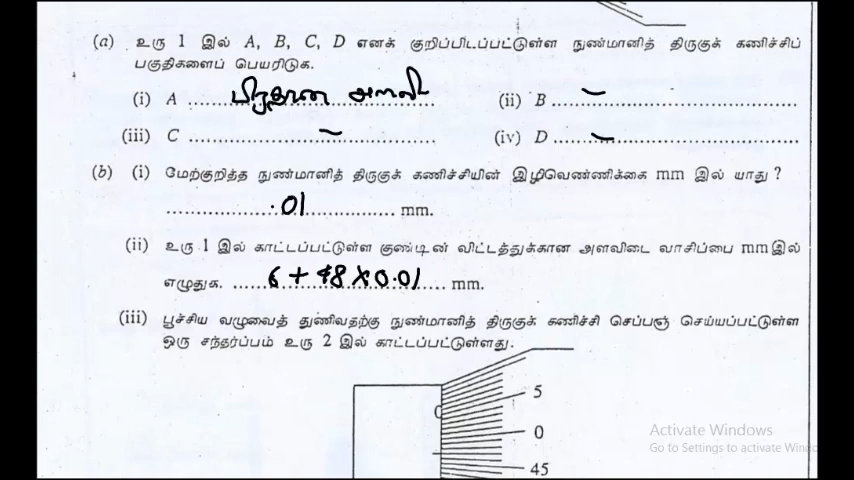 (a) உரு 1 இல் A, B, C, D எனக் குறிப்பிடப்பட்டுள்ள நுண்மானித் திருகுக் கணிச்சிப்
பகுதிகளைப் பெயரிடுக.
(i) A ........ பிரதான அளவிடை ........ (ii) B ........
(iii) C ........ (iv) D ........
(b) (i) மேற்குறித்த நுண்மானித் திருகுக் கணிச்சியின் இழிவெண்ணிக்கை mm இல் யாது ?
........ .01 ........ mm.
(ii) உரு 1 இல் காட்டப்பட்டுள்ள குண்டின் விட்டத்துக்கான அளவிடை வாசிப்பை mm இல்
எழுதுக. ........ 6 + 48 X 0.01 ........ mm.
(iii) பூச்சிய வழுவைத் துணிவதற்கு நுண்மானித் திருகுக் கணிச்சி செப்பஞ் செய்யப்பட்டுள்ள
ஒரு சந்தர்ப்பம் உரு 2 இல் காட்டப்பட்டுள்ளது.
5
0
0
45
Activate Windows
Go to Settings to activate Windo